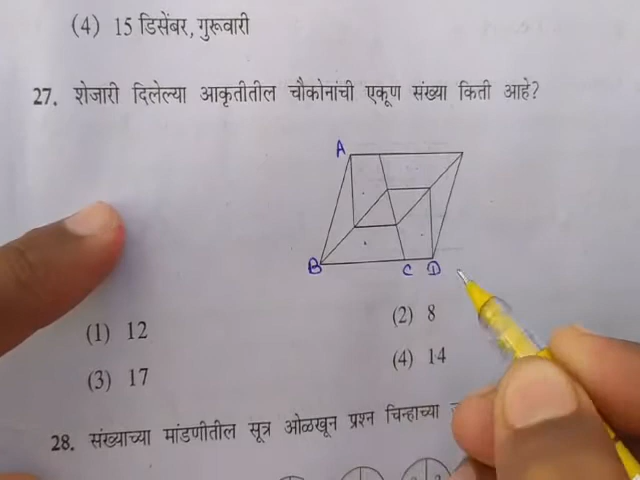 (4) 15 डिसेंबर, गुरूवारी
27. शेजारी दिलेल्या आकृतीतील चौकोनांची एकूण संख्या किती आहे?
A
B C D
(1) 12 (2) 8
(3) 17 (4) 14
28. संख्याच्या मांडणीतील सूत्र ओळखून प्रश्न चिन्हाच्या